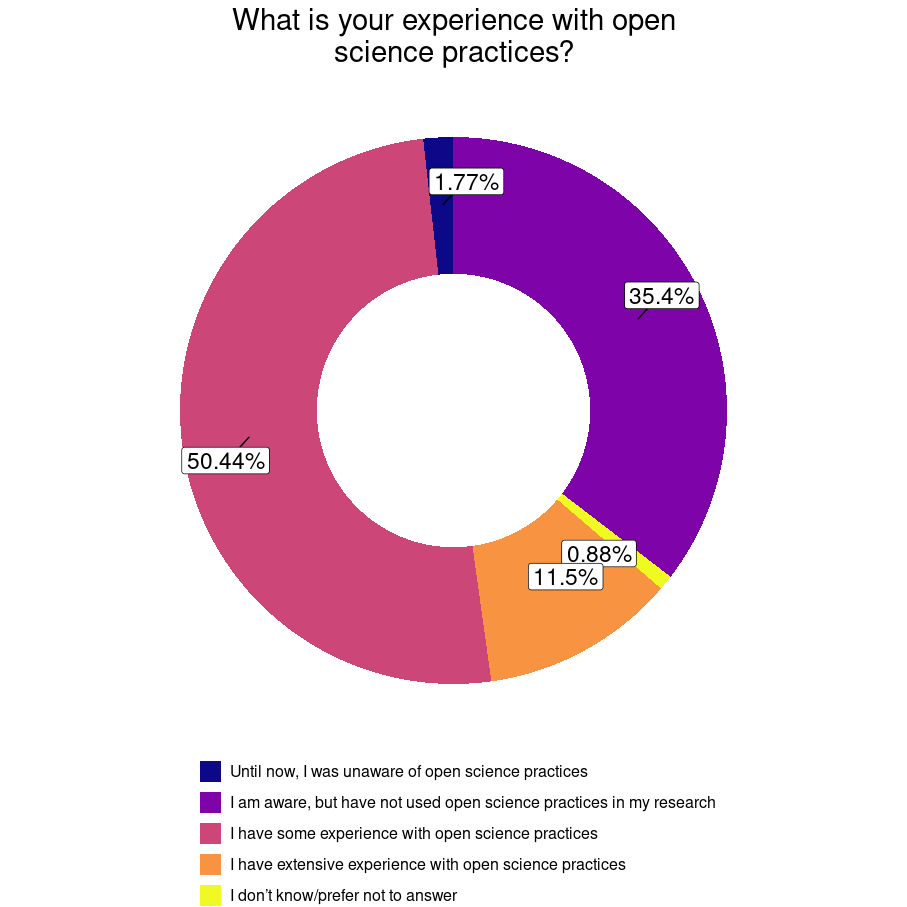 What is your experience with open
science practices?
1.77%
35.4%
50.44%
0.88%
11.5%
Until now, I was unaware of open science practices
I am aware, but have not used open science practices in my research
I have some experience with open science practices
I have extensive experience with open science practices
I don't know/prefer not to answer